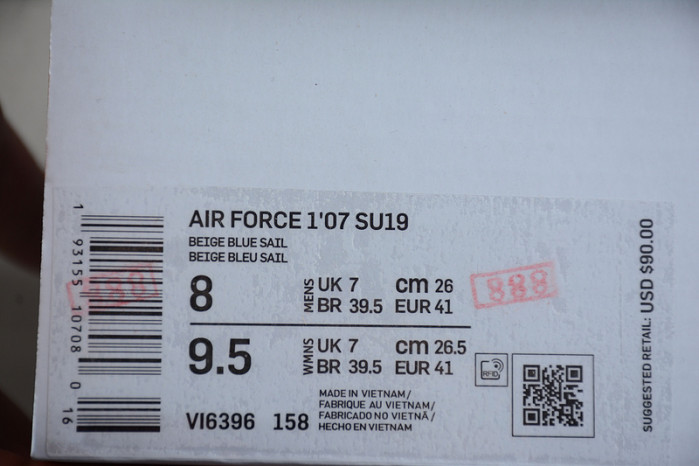 AIR FORCE 1'07 SU19
BEIGE BLUE SAIL
BEIGE BLEU SAIL
8 MENS UK 7 cm 26
BR 39.5 EUR 41
888
888
9.5 WMNS UK 7 cm 26.5
BR 39.5 EUR 41
RFID
MADE IN VIETNAM/
FABRIQUE AU VIETNAM/
FABRICADO NO VIETNÃ/
HECHO EN VIETNAM
VI6396 158
1 93155 10708 0
16
SUGGESTED RETAIL: USD $90.00